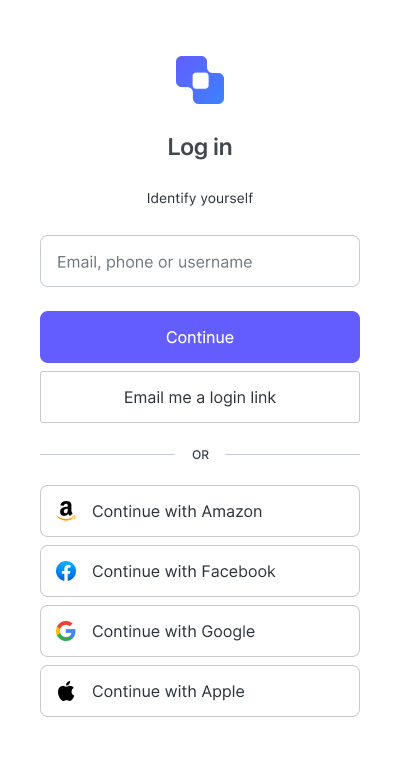 Log in
Identify yourself
Email, phone or username
Continue
Email me a login link
OR
Continue with Amazon
Continue with Facebook
Continue with Google
Continue with Apple